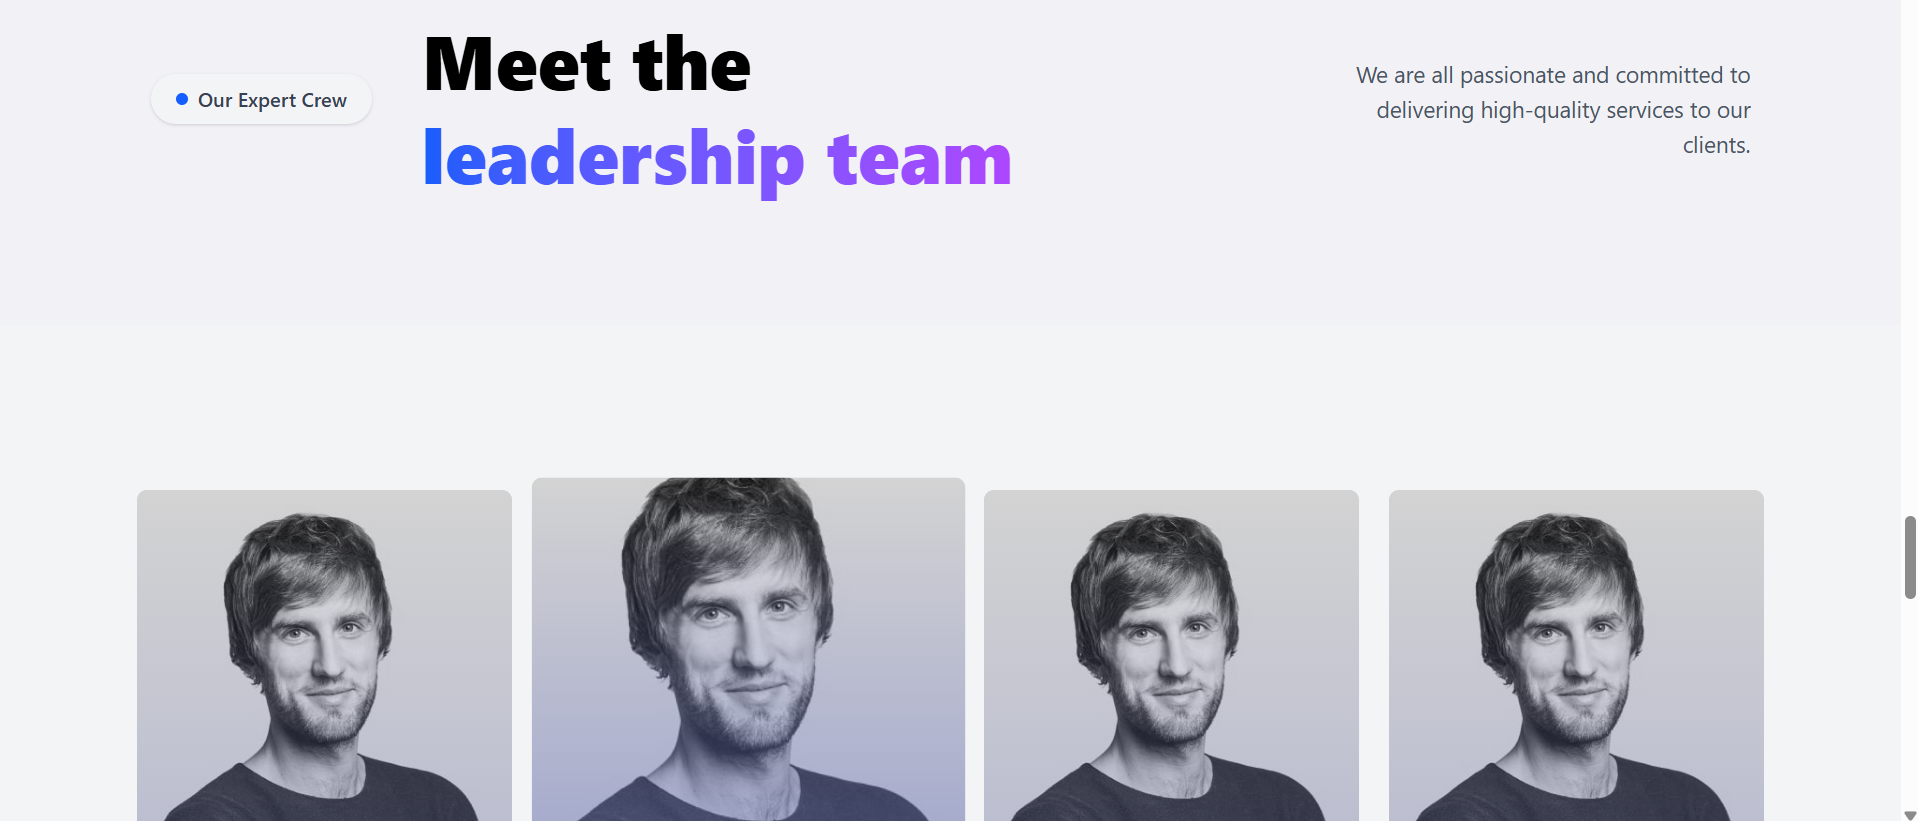 Our Expert Crew
Meet the
leadership team
We are all passionate and committed to
delivering high-quality services to our
clients.